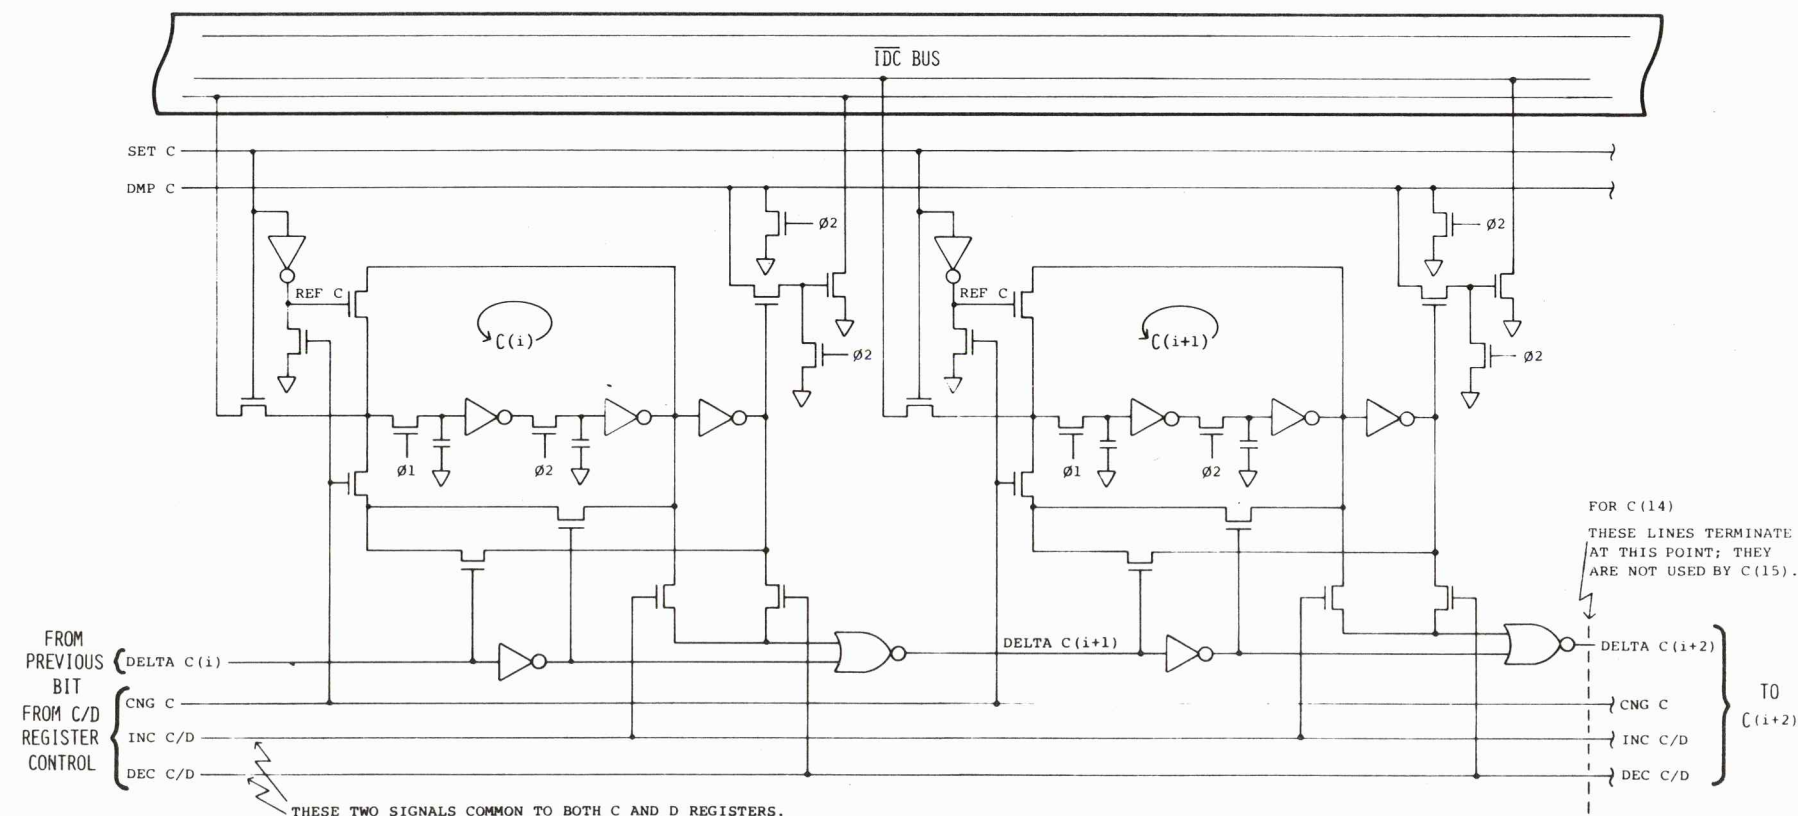 IDC BUS
SET C
DMP C
Ø2
Ø2
REF C
REF C
C(i)
C(i+1)
Ø2
Ø2
Ø1
Ø2
Ø1
Ø2
FOR C(14)
THESE LINES TERMINATE
AT THIS POINT; THEY
ARE NOT USED BY C(15).
FROM
PREVIOUS
BIT
DELTA C(i)
DELTA C(i+1)
DELTA C(i+2)
FROM C/D
REGISTER
CONTROL
CNG C
INC C/D
DEC C/D
CNG C
INC C/D
DEC C/D
TO
C(i+2)
THESE TWO SIGNALS COMMON TO BOTH C AND D REGISTERS.